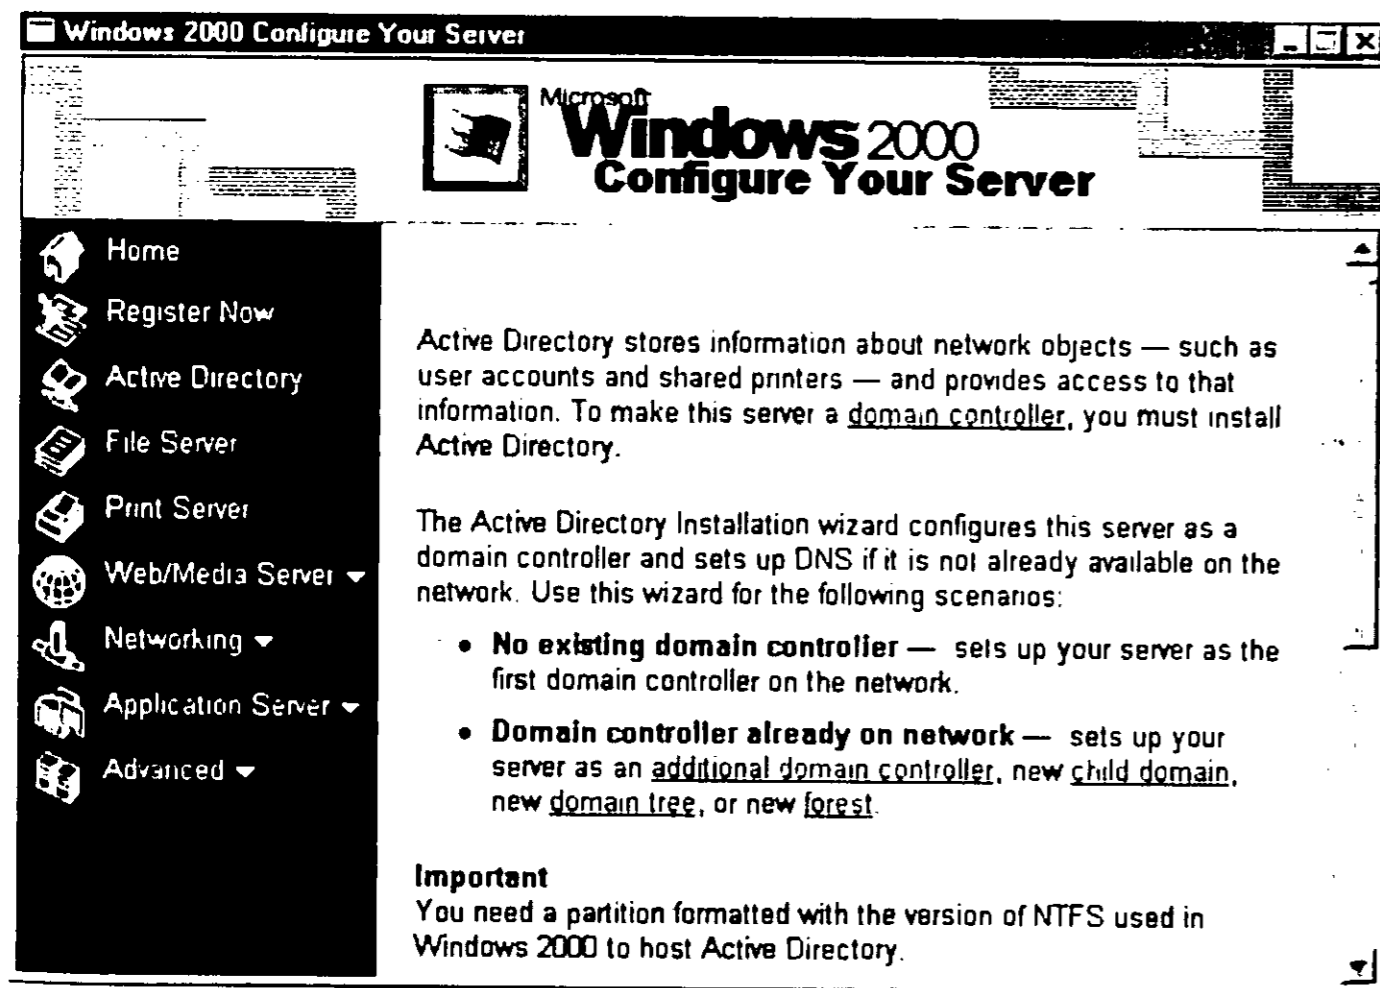 Windows 2000 Configure Your Server
Microsoft
Windows 2000
Configure Your Server
Home
Register Now
Active Directory
File Server
Print Server
Web/Media Server
Networking
Application Server
Advanced
Active Directory stores information about network objects — such as
user accounts and shared printers — and provides access to that
information. To make this server a domain controller, you must install
Active Directory.
The Active Directory Installation wizard configures this server as a
domain controller and sets up DNS if it is not already available on the
network. Use this wizard for the following scenarios:
• No existing domain controller — sets up your server as the
first domain controller on the network.
• Domain controller already on network — sets up your
server as an additional domain controller, new child domain,
new domain tree, or new forest.
Important
You need a partition formatted with the version of NTFS used in
Windows 2000 to host Active Directory.